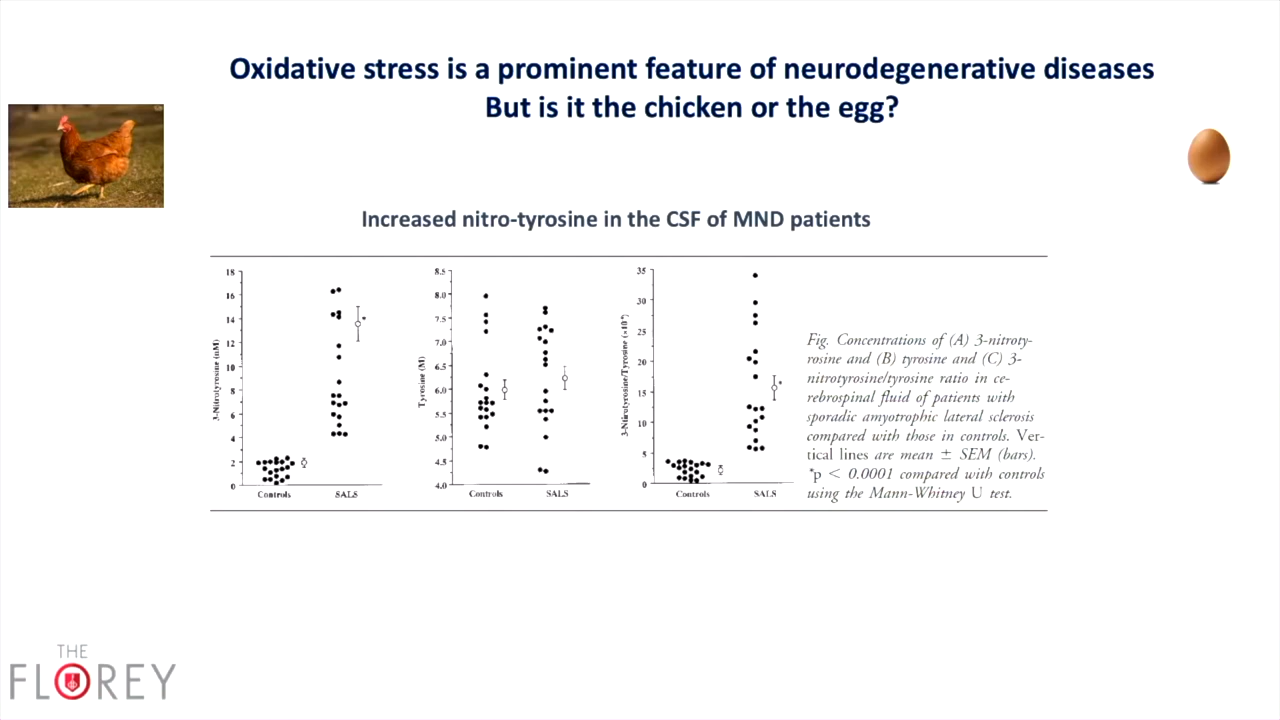 Oxidative stress is a prominent feature of neurodegenerative diseases
But is it the chicken or the egg?
Increased nitro-tyrosine in the CSF of MND patients
3-Nitrotyrosine (nM)
18
16
14
12
10
8
6
4
2
0
*
Controls SALS
Tyrosine (M)
8.5
8.0
7.5
7.0
6.5
6.0
5.5
5.0
4.5
4.0
Controls SALS
3-Nitrotyrosine/Tyrosine (×10⁴)
35
30
25
20
15
10
5
0
*
Controls SALS
Fig. Concentrations of (A) 3-nitroty-
rosine and (B) tyrosine and (C) 3-
nitrotyrosine/tyrosine ratio in ce-
rebrospinal fluid of patients with
sporadic amyotrophic lateral sclerosis
compared with those in controls. Ver-
tical lines are mean ± SEM (bars).
*p < 0.0001 compared with controls
using the Mann-Whitney U test.
THE
FLOREY